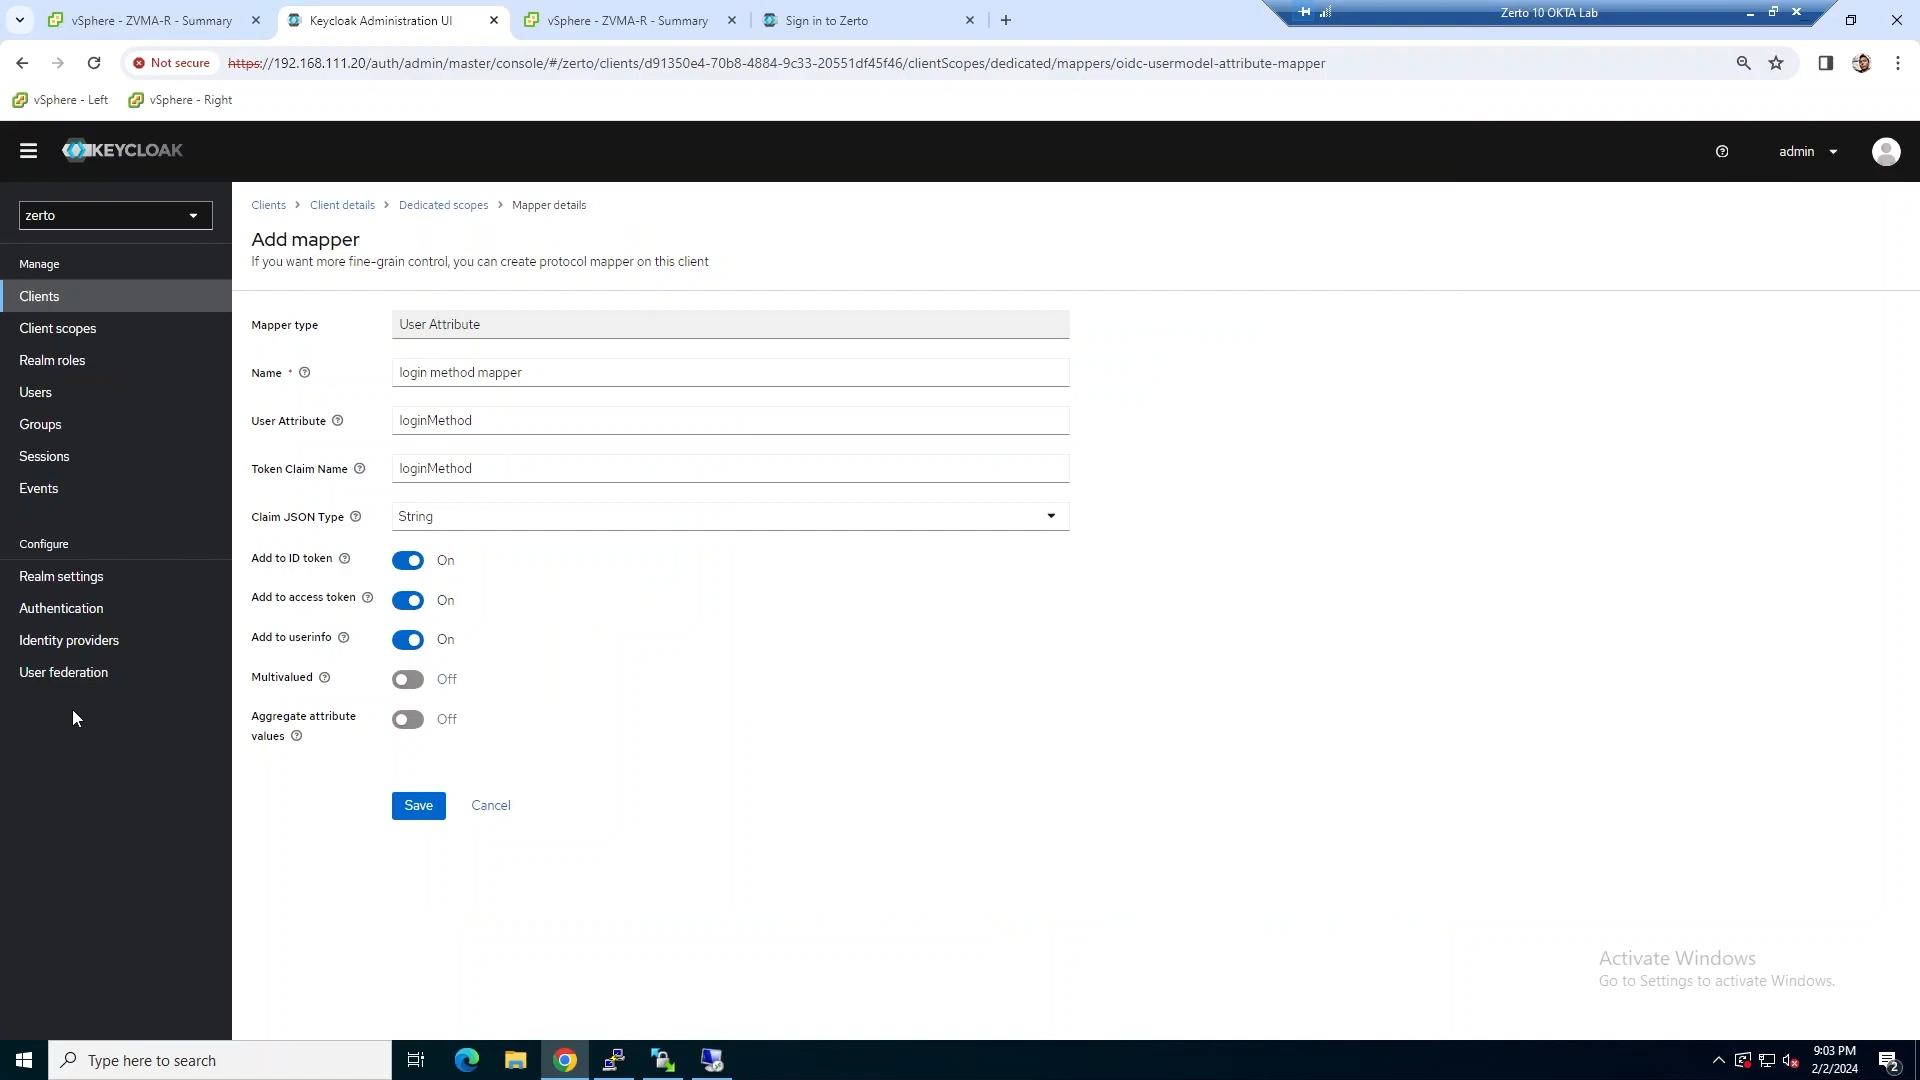 vSphere - ZVMA-R - Summary
Keycloak Administration UI
vSphere - ZVMA-R - Summary
Sign in to Zerto
Zerto 10 OKTA Lab
Not secure
https://192.168.111.20/auth/admin/master/console/#/zerto/clients/d91350e4-70b8-4884-9c33-20551df45f46/clientScopes/dedicated/mappers/oidc-usermodel-attribute-mapper
vSphere - Left
vSphere - Right
KEYCLOAK
admin
zerto
Manage
Clients
Client scopes
Realm roles
Users
Groups
Sessions
Events
Configure
Realm settings
Authentication
Identity providers
User federation
Clients > Client details > Dedicated scopes > Mapper details
Add mapper
If you want more fine-grain control, you can create protocol mapper on this client
Mapper type
User Attribute
Name *
login method mapper
User Attribute
loginMethod
Token Claim Name
loginMethod
Claim JSON Type
String
Add to ID token
On
Add to access token
On
Add to userinfo
On
Multivalued
Off
Aggregate attribute
values
Off
Save
Cancel
Activate Windows
Go to Settings to activate Windows.
Type here to search
9:03 PM
2/2/2024
2